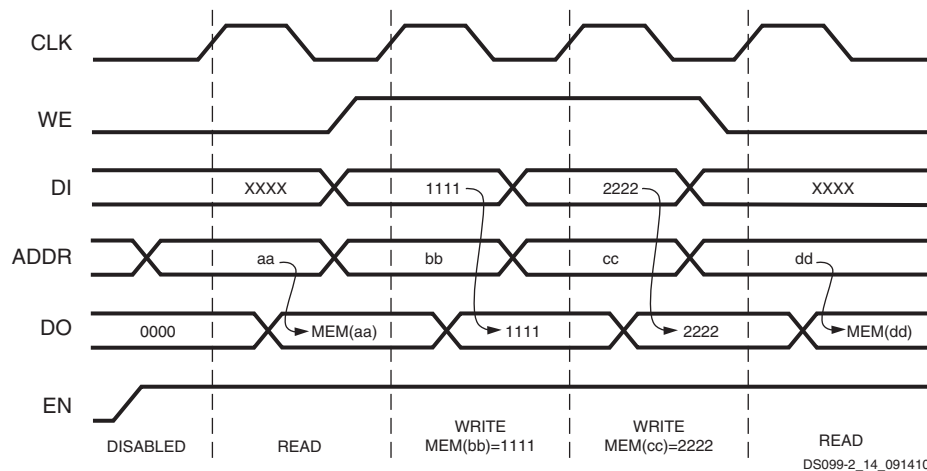 CLK
WE
DI
XXXX
1111
2222
XXXX
ADDR
aa
bb
cc
dd
DO
0000
MEM(aa)
1111
2222
MEM(dd)
EN
DISABLED
READ
WRITE
MEM(bb)=1111
WRITE
MEM(cc)=2222
READ
DS099-2_14_091410